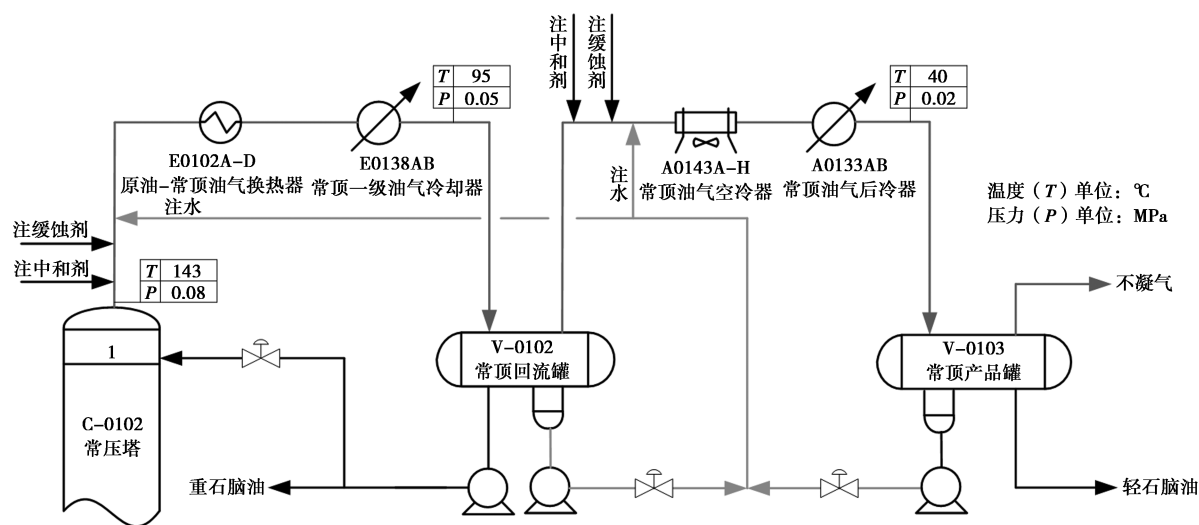 注中和剂
注缓蚀剂
T 95
P 0.05
T 40
P 0.02
E0102A-D
原油-常顶油气换热器
E0138AB
常顶一级油气冷却器
A0143A-H
常顶油气空冷器
A0133AB
常顶油气后冷器
注水
注水
温度(T)单位:℃
压力(P)单位:MPa
注缓蚀剂
注中和剂
T 143
P 0.08
不凝气
1
V-0102
常顶回流罐
V-0103
常顶产品罐
C-0102
常压塔
重石脑油
轻石脑油